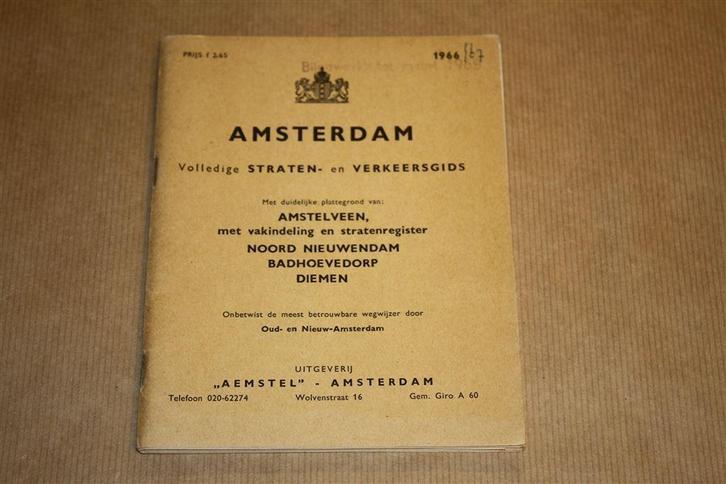 PRIJS f 2.65
1966/67
AMSTERDAM
Volledige STRATEN- en VERKEERSGIDS
Met duidelijke plattegrond van:
AMSTELVEEN,
met vakindeling en stratenregister
NOORD NIEUWENDAM
BADHOEVEDORP
DIEMEN
Onbetwist de meest betrouwbare wegwijzer door
Oud- en Nieuw-Amsterdam
UITGEVERIJ
„AEMSTEL” - AMSTERDAM
Telefoon 020-62274 Wolvenstraat 16 Gem. Giro A 60